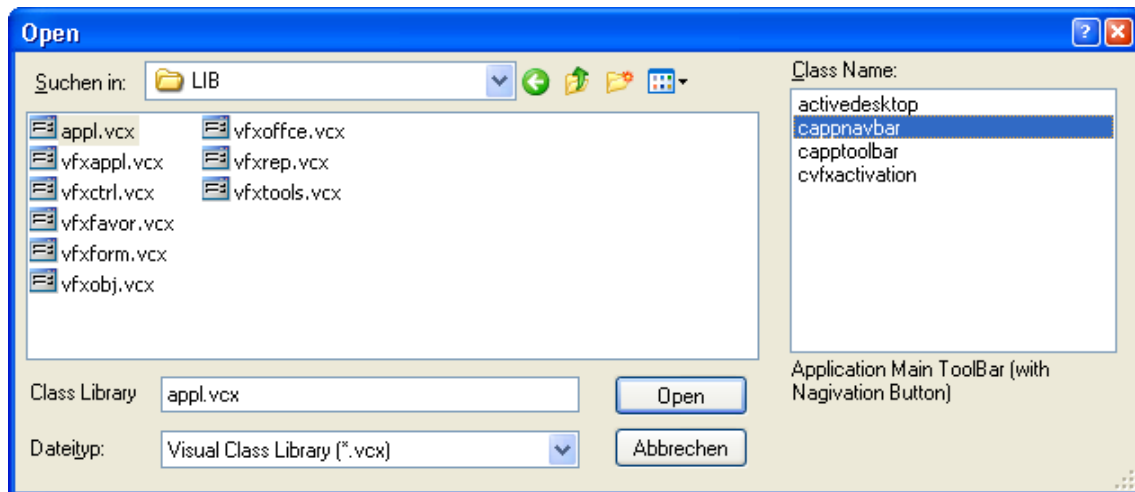 Open
Suchen in:
LIB
Class Name:
appl.vcx
vfxappl.vcx
vfxctrl.vcx
vfxfavor.vcx
vfxform.vcx
vfxobj.vcx
vfxoffce.vcx
vfxrep.vcx
vfxtools.vcx
activedesktop
cappnavbar
capptoolbar
cvfxactivation
Application Main ToolBar (with
Nagivation Button)
Class Library
appl.vcx
Open
Dateityp:
Visual Class Library (*.vcx)
Abbrechen